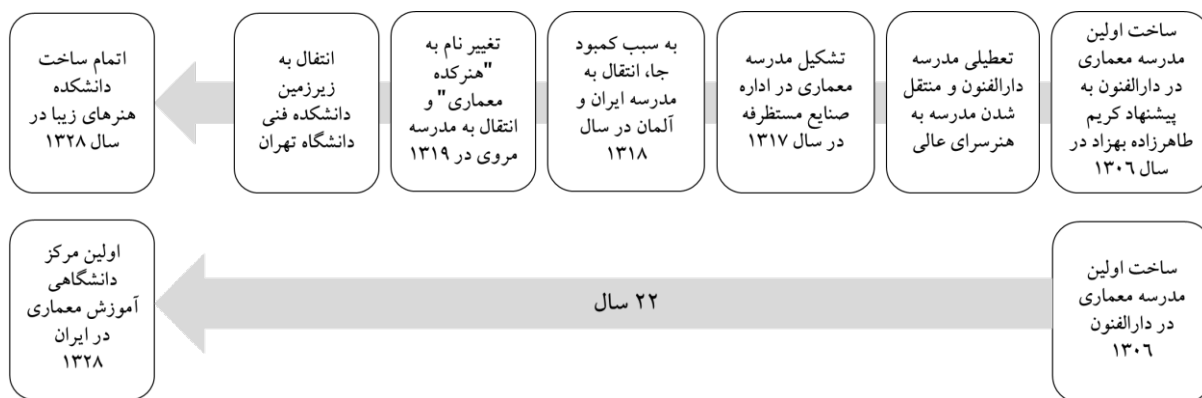 ساخت اولین
مدرسه معماری
در دارالفنون به
پیشنهاد کریم
طاهرزاده بهزاد در
سال ۱۳۰۶
تعطیلی مدرسه
دارالفنون و منتقل
شدن مدرسه به
هنرسرای عالی
تشکیل مدرسه
معماری در اداره
صنایع مستظرفه
در سال ۱۳۱۷
به سبب کمبود
جا، انتقال به
مدرسه ایران و
آلمان در سال
۱۳۱۸
تغییر نام به
"هنرکده
معماری" و
انتقال به مدرسه
مروی در ۱۳۱۹
انتقال به
زیرزمین
دانشکده فنی
دانشگاه تهران
اتمام ساخت
دانشکده
هنرهای زیبا در
سال ۱۳۲۸
ساخت اولین
مدرسه معماری
در دارالفنون
۱۳۰۶
۲۲ سال
اولین مرکز
دانشگاهی
آموزش معماری
در ایران
۱۳۲۸